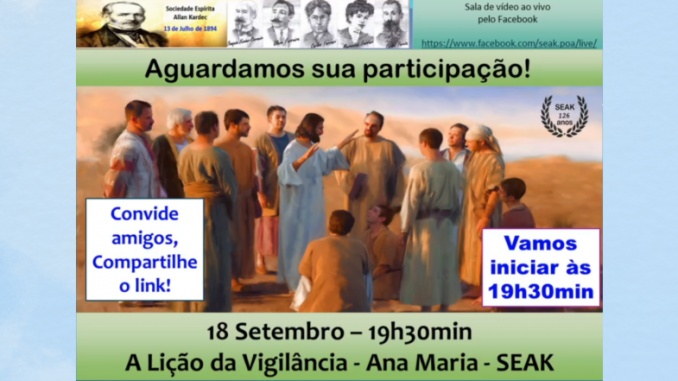 Sociedade Espírita
Allan Kardec
13 de Julho de 1894
Sala de vídeo ao vivo
pelo Facebook
https://www.facebook.com/seak.poa/live/
Aguardamos sua participação!
SEAK
126
anos
Convide
amigos,
Compartilhe
o link!
Vamos
iniciar às
19h30min
18 Setembro – 19h30min
A Lição da Vigilância - Ana Maria - SEAK